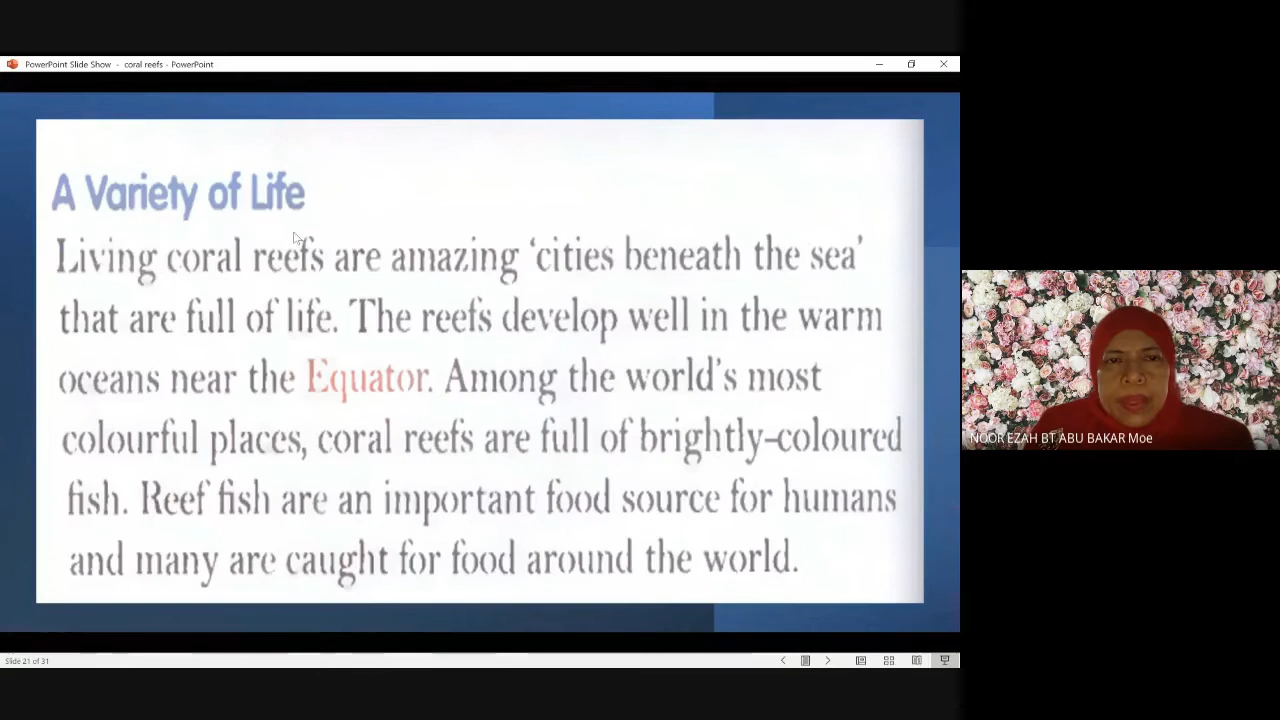 PowerPoint Slide Show - coral reefs - PowerPoint
A Variety of Life
Living coral reefs are amazing ‘cities beneath the sea’
that are full of life. The reefs develop well in the warm
oceans near the Equator. Among the world’s most
colourful places, coral reefs are full of brightly-coloured
fish. Reef fish are an important food source for humans
and many are caught for food around the world.
NOOR EZAH BT ABU BAKAR Moe
Slide 21 of 31